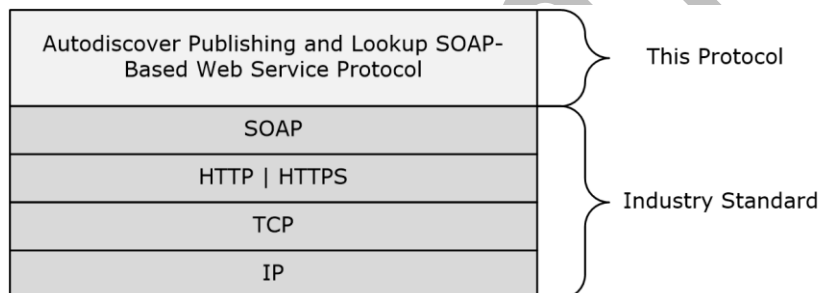 Autodiscover Publishing and Lookup SOAP-
Based Web Service Protocol
This Protocol
SOAP
HTTP | HTTPS
TCP
IP
Industry Standard